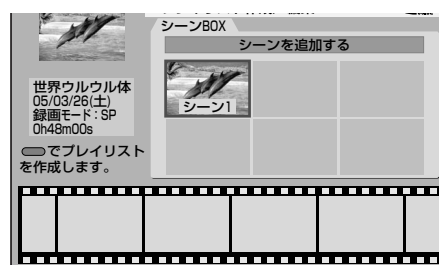 シーンBOX
シーンを追加する
シーン1
世界ウルウル体
05/03/26(土)
録画モード：SP
0h48m00s
でプレイリスト
を作成します。